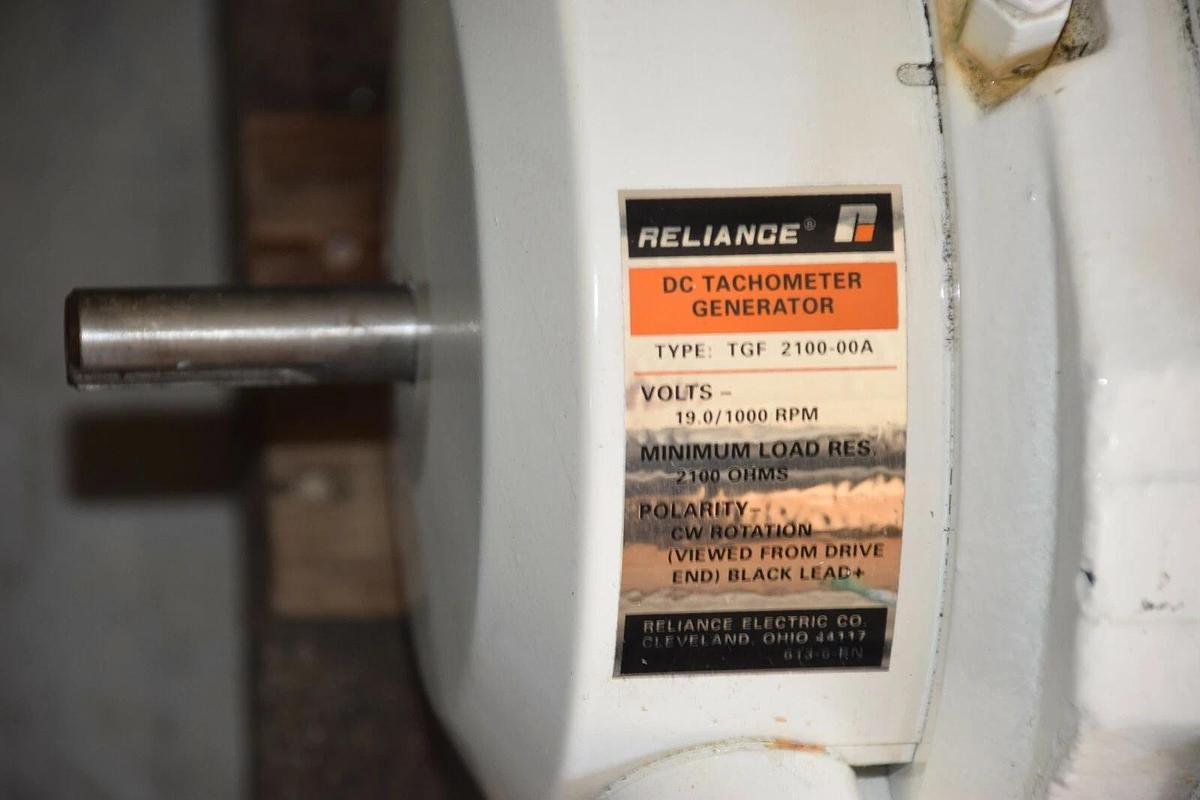 RELIANCE®
DC TACHOMETER
GENERATOR
TYPE: TGF 2100-00A
VOLTS –
19.0/1000 RPM
MINIMUM LOAD RES.
2100 OHMS
POLARITY–
CW ROTATION
(VIEWED FROM DRIVE
END) BLACK LEAD+
RELIANCE ELECTRIC CO.
CLEVELAND, OHIO 44117